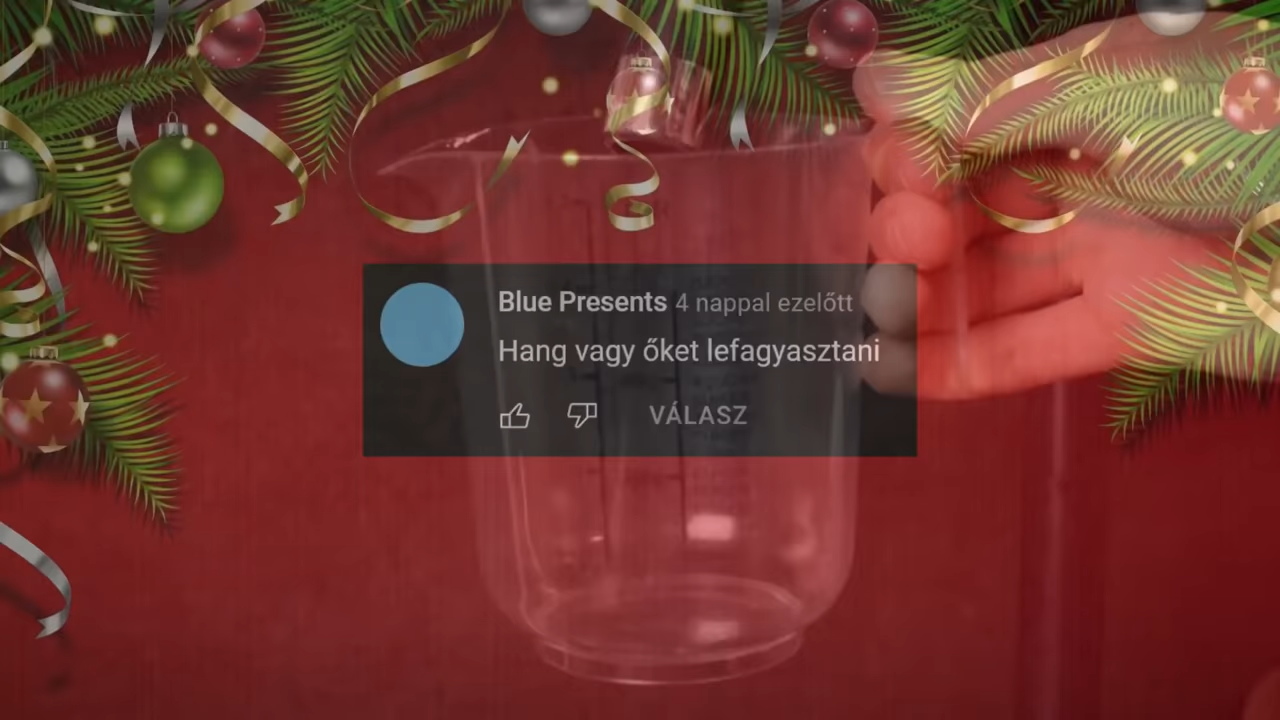 Blue Presents 4 nappal ezelőtt
Hang vagy őket lefagyasztani
VÁLASZ